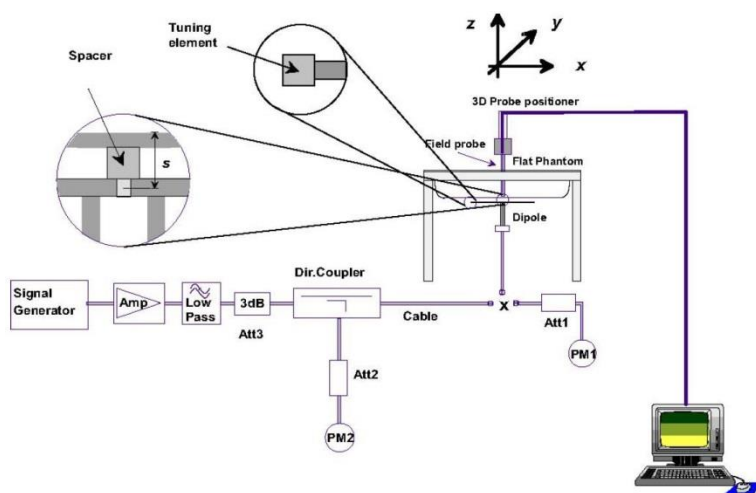 Tuning
element
Spacer
z
y
x
3D Probe positioner
Field probe
Flat Phantom
s
Dipole
Signal
Generator
Amp
Low
Pass
3dB
Att3
Dir.Coupler
Cable
x
Att1
PM1
Att2
PM2